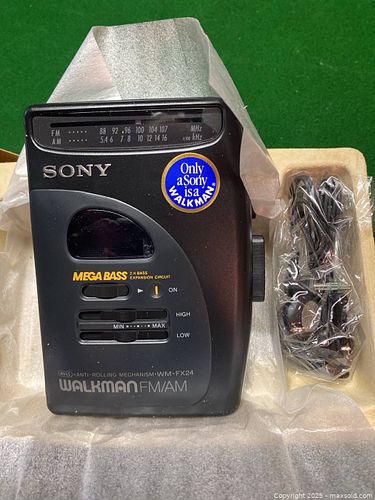 FM ····· 88 92 ·96 100 104 107 MHz
AM ····· 5.4 6 7 8 10 12 14 16 x100 kHz
SONY
Only
a Sony
is a
WALKMAN
MEGA BASS 2 x BASS
EXPANSION CIRCUIT
ON
HIGH
MIN MAX
LOW
AVLS • ANTI-ROLLING MECHANISM • WM-FX24
WALKMAN FM/AM
Copyright 2025 - maxsold.com